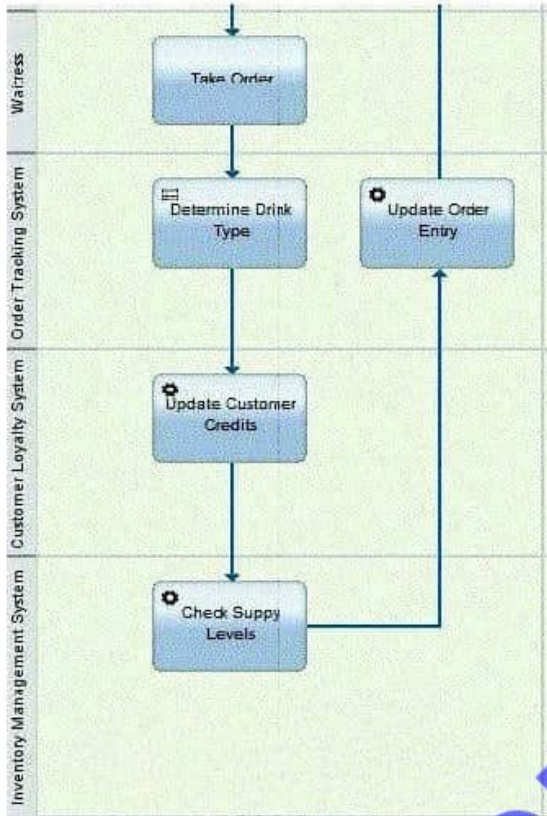 Waitress
Take Order
Order Tracking System
Determine Drink
Type
Update Order
Entry
Customer Loyalty System
Update Customer
Credits
Inventory Management System
Check Suppy
Levels